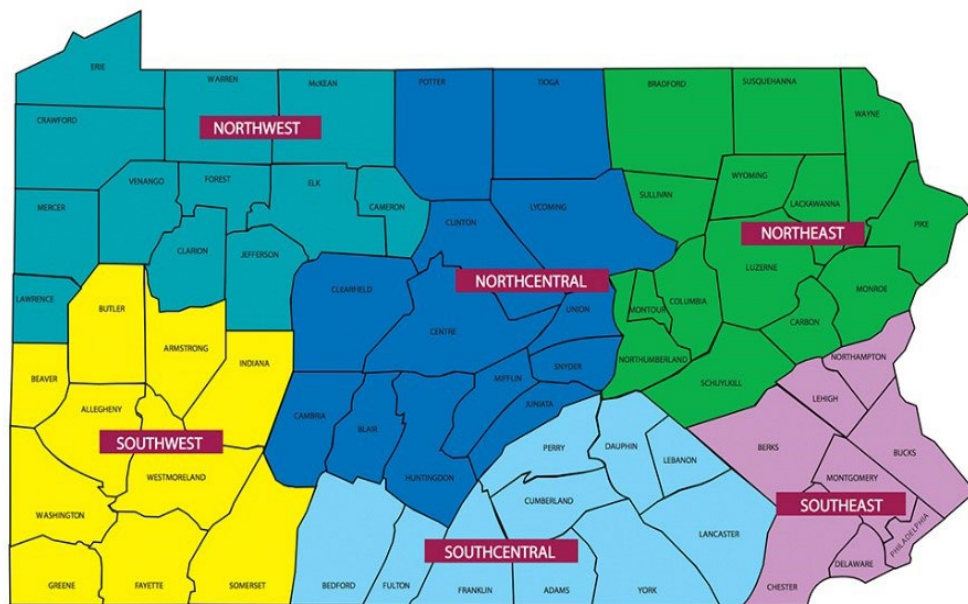 ERIE
WARREN
McKEAN
POTTER
TIOGA
BRADFORD
SUSQUEHANNA
WAYNE
CRAWFORD
NORTHWEST
VENANGO
FOREST
ELK
CAMERON
MERCER
CLARION
JEFFERSON
LAWRENCE
CLINTON
LYCOMING
SULLIVAN
WYOMING
LACKAWANNA
PIKE
NORTHEAST
LUZERNE
MONROE
CARBON
COLUMBIA
MONTOUR
NORTHUMBERLAND
SCHUYLKILL
CLEARFIELD
NORTHCENTRAL
CENTRE
UNION
SNYDER
MIFFLIN
JUNIATA
CAMBRIA
BLAIR
HUNTINGDON
BUTLER
ARMSTRONG
INDIANA
BEAVER
ALLEGHENY
SOUTHWEST
WESTMORELAND
WASHINGTON
GREENE
FAYETTE
SOMERSET
PERRY
DAUPHIN
LEBANON
CUMBERLAND
LANCASTER
SOUTHCENTRAL
BEDFORD
FULTON
FRANKLIN
ADAMS
YORK
NORTHAMPTON
LEHIGH
BERKS
BUCKS
MONTGOMERY
SOUTHEAST
PHILADELPHIA
DELAWARE
CHESTER